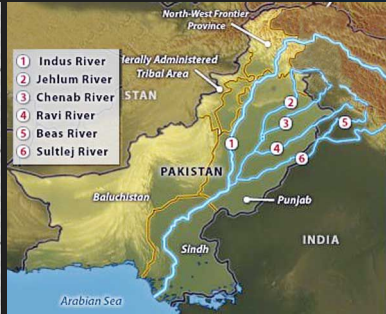 North-West Frontier
Province
1 Indus River
2 Jehlum River
3 Chenab River
4 Ravi River
5 Beas River
6 Sultlej River
erally Administered
Tribal Area
STAN
2
3
1
4
5
6
PAKISTAN
Baluchistan
Punjab
INDIA
Sindh
Arabian Sea